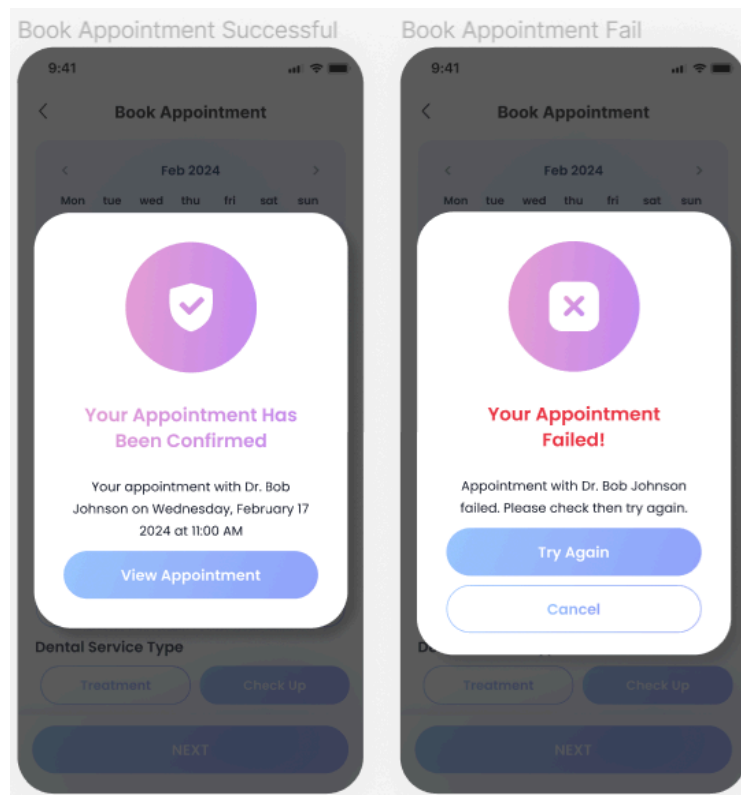 Book Appointment Successful
9:41
Book Appointment
Feb 2024
Mon tue wed thu fri sat sun
Your Appointment Has
Been Confirmed
Your appointment with Dr. Bob
Johnson on Wednesday, February 17
2024 at 11:00 AM
View Appointment
Dental Service Type
Treatment
Check Up
NEXT
Book Appointment Fail
9:41
Book Appointment
Feb 2024
Mon tue wed thu fri sat sun
Your Appointment
Failed!
Appointment with Dr. Bob Johnson
failed. Please check then try again.
Try Again
Cancel
Treatment
Check Up
NEXT